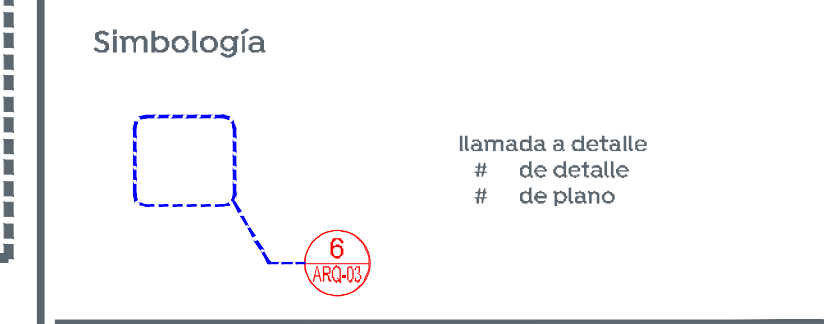 Simbología
llamada a detalle
# de detalle
# de plano
6
ARQ-03